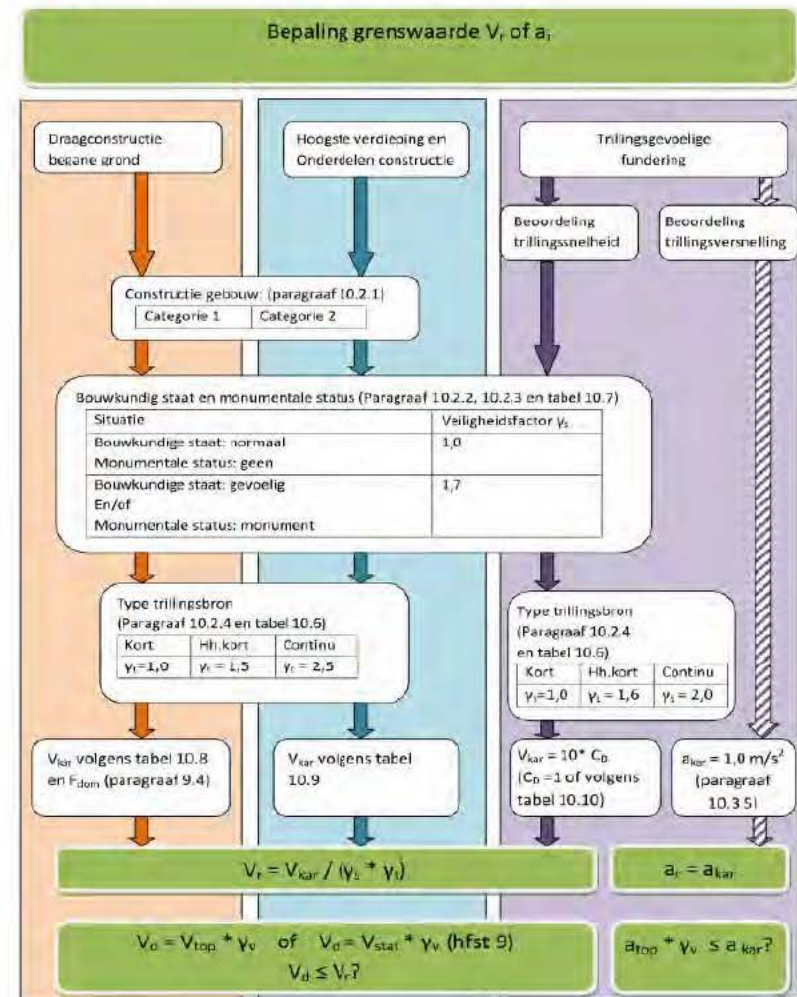 Bepaling grenswaarde Vr of ar
Draagconstructie
begane grond
Hoogste verdieping en
Onderdelen constructie
Trillingsgevoelige
fundering
Beoordeling
trillingssnelheid
Beoordeling
trillingsversnelling
Constructie gebouw: (paragraaf 10.2.1)
Categorie 1 Categorie 2
Bouwkundig staat en monumentale status (Paragraaf 10.2.2, 10.2.3 en tabel 10.7)
Situatie Veiligheidsfactor γs
Bouwkundige staat: normaal 1,0
Monumentale status: geen
Bouwkundige staat: gevoelig 1,7
En/of
Monumentale status: monument
Type trillingsbron
(Paragraaf 10.2.4 en tabel 10.6)
Kort Hh.kort Continu
γt=1,0 γt = 1,5 γt = 2,5
Type trillingsbron
(Paragraaf 10.2.4
en tabel 10.6)
Kort Hh.kort Continu
γt=1,0 γt = 1,6 γt = 2,0
Vkar volgens tabel 10.8
en Fdom (paragraaf 9.4)
Vkar volgens tabel
10.9
Vkar = 10* CD
(CD =1 of volgens
tabel 10.10)
akar = 1,0 m/s²
(paragraaf
10.3.5)
Vr = Vkar / (γs * γt)
ar = akar
Vd = Vtop * γv of Vd = Vstat * γv (hfst 9)
Vd ≤ Vr?
atop * γv ≤ a kar?